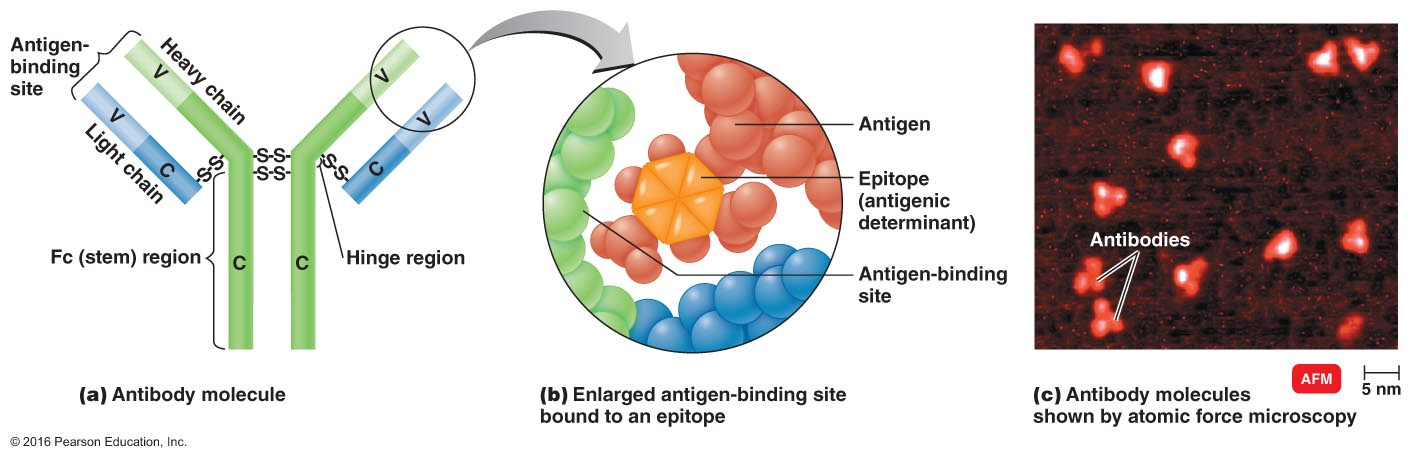 Antigen-
binding
site
Heavy chain
V
V
Light chain
C
S-S
-S-S-
-S-S-
S-S
V
V
C
Fc (stem) region
C
C
Hinge region
(a) Antibody molecule
Antigen
Epitope
(antigenic
determinant)
Antigen-binding
site
(b) Enlarged antigen-binding site
bound to an epitope
Antibodies
AFM
5 nm
(c) Antibody molecules
shown by atomic force microscopy
© 2016 Pearson Education, Inc.